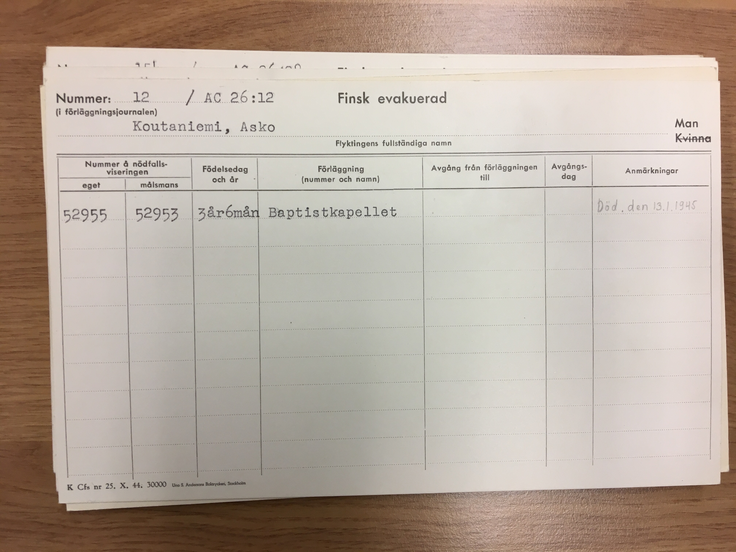 Nummer: 12 / AC 26:12 Finsk evakuerad
(i förläggningsjournalen)
Koutaniemi, Asko Man
Kvinna
Flyktingens fullständiga namn
Nummer å nödfalls-
viseringen
eget målsmans
Födelsedag
och år
Förläggning
(nummer och namn)
Avgång från förläggningen
till
Avgångs-
dag
Anmärkningar
52955 52953 3år6mån Baptistkapellet Död, den 13.1.1945
K Cfs nr 25. X. 44. 30000